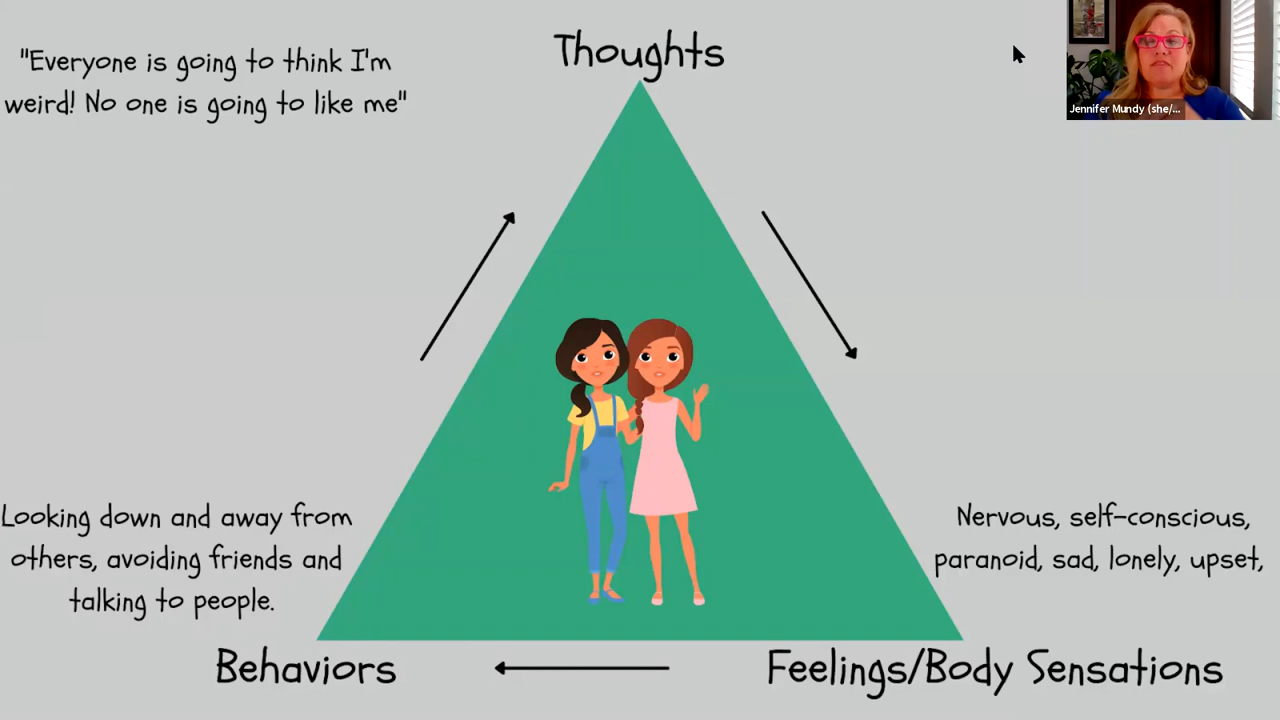 Thoughts
"Everyone is going to think I'm
weird! No one is going to like me"
Jennifer Mundy (she/...
Looking down and away from
others, avoiding friends and
talking to people.
Nervous, self-conscious,
paranoid, sad, lonely, upset,
Behaviors
Feelings/Body Sensations